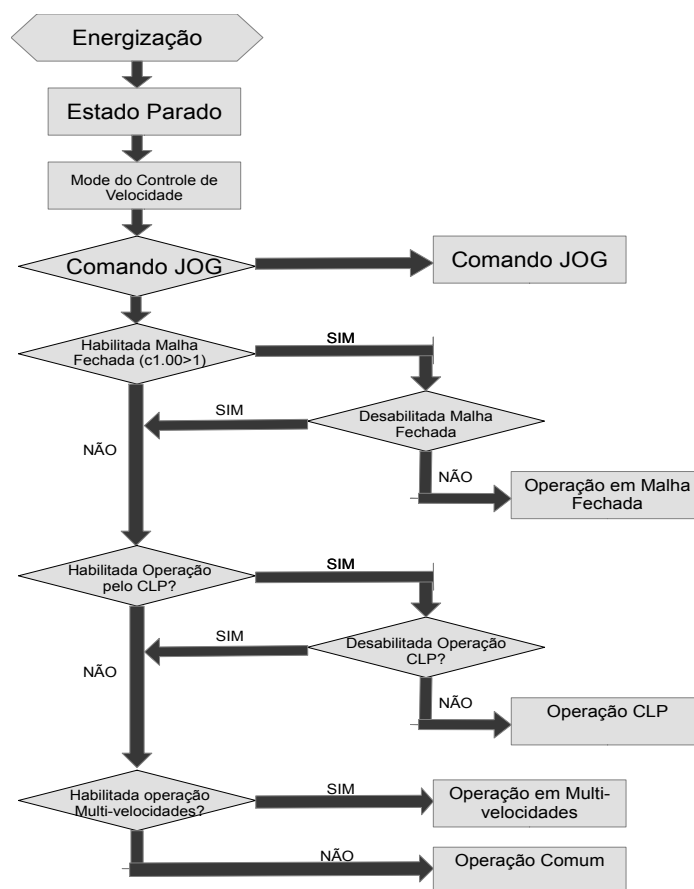 Energização
Estado Parado
Mode do Controle de
Velocidade
Comando JOG
Comando JOG
Habilitada Malha
Fechada (c1.00>1)
SIM
Desabilitada Malha
Fechada
SIM
NÃO
NÃO
Operação em Malha
Fechada
Habilitada Operação
pelo CLP?
SIM
Desabilitada Operação
CLP?
SIM
NÃO
NÃO
Operação CLP
Habilitada operação
Multi-velocidades?
SIM
Operação em Multi-
velocidades
NÃO
Operação Comum